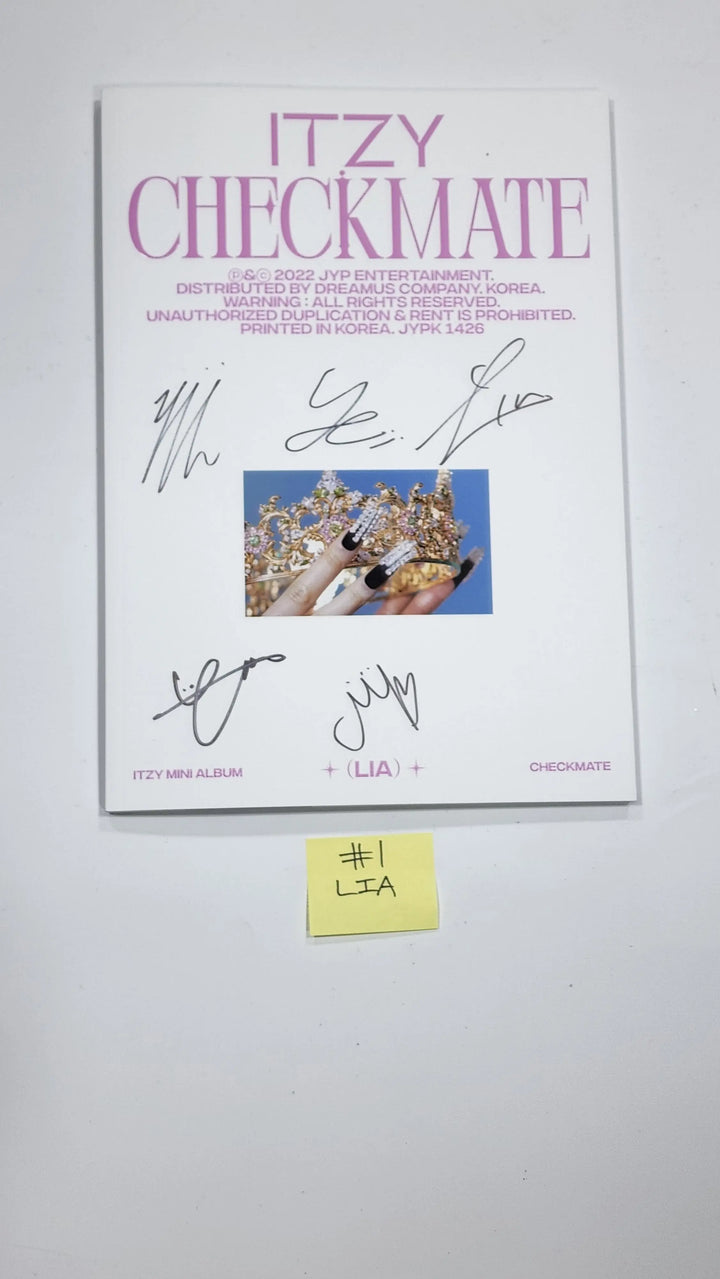 ITZY
CHECKMATE
Ⓟ&Ⓒ 2022 JYP ENTERTAINMENT.
DISTRIBUTED BY DREAMUS COMPANY. KOREA.
WARNING : ALL RIGHTS RESERVED.
UNAUTHORIZED DUPLICATION & RENT IS PROHIBITED.
PRINTED IN KOREA. JYPK 1426
ITZY MINI ALBUM
(LIA)
CHECKMATE
#1
LIA